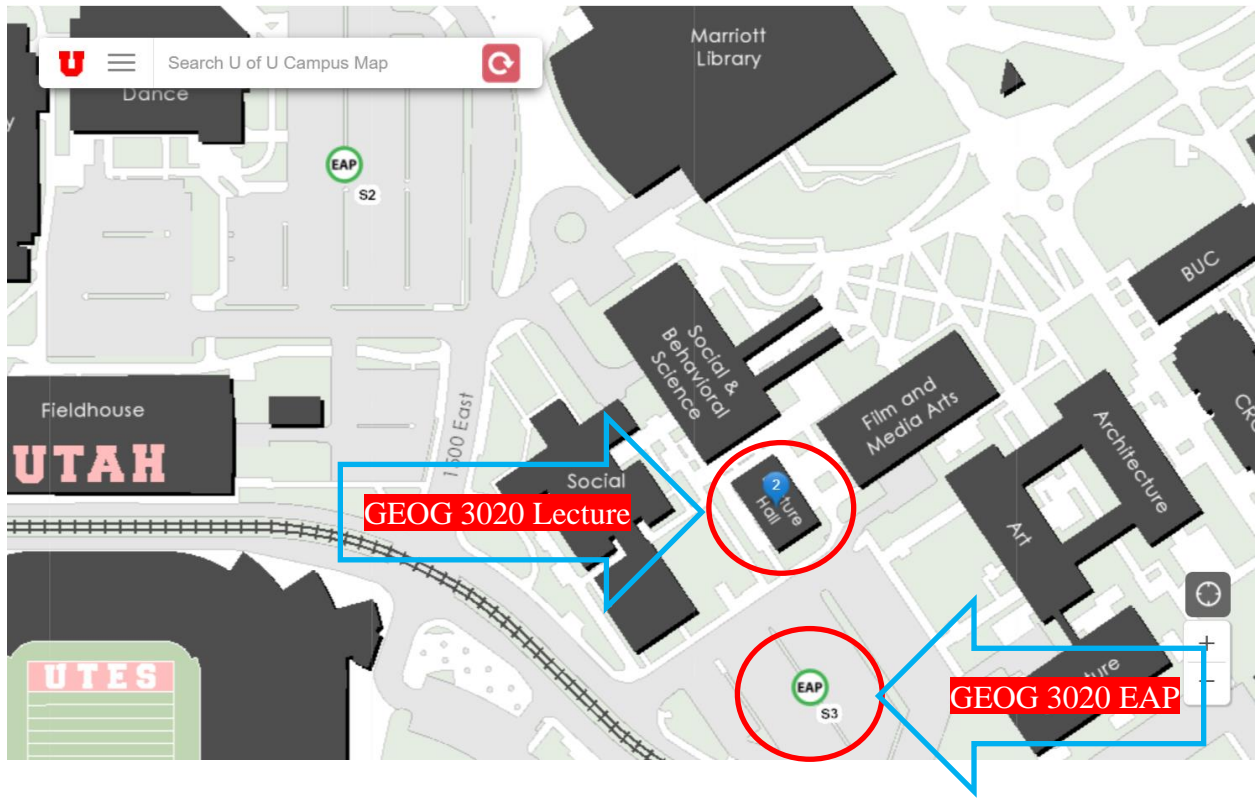 Marriott
Library
U
Search U of U Campus Map
Dance
EAP
S2
BUC
Social &
Behavioral
Science
Film and
Media Arts
Fieldhouse
UTAH
1500 East
Architecture
Social
GEOG 3020 Lecture
2
Hall
Art
UTES
EAP
S3
GEOG 3020 EAP
+
-